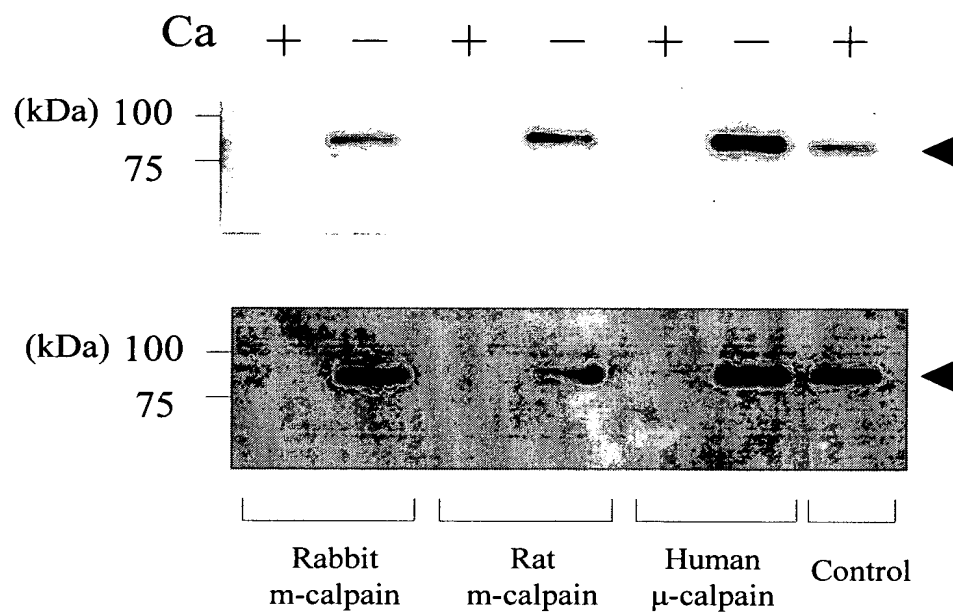 Ca + − + − + − +
(kDa) 100
75
(kDa) 100
75
Rabbit
m-calpain
Rat
m-calpain
Human
μ-calpain
Control